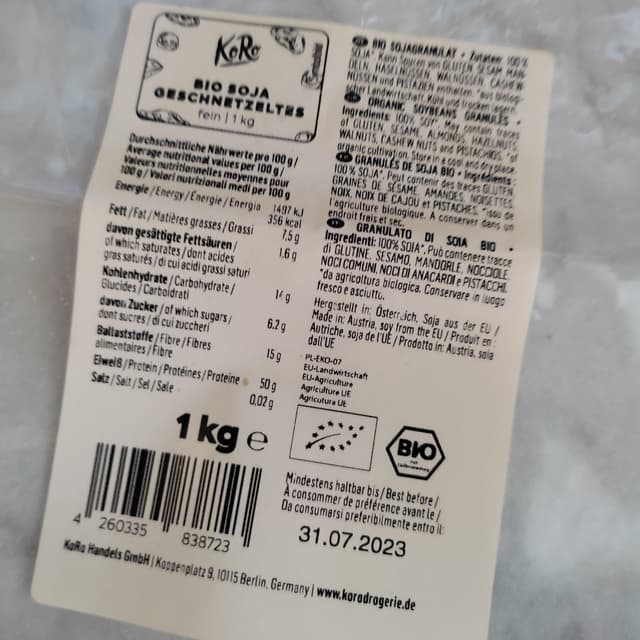 KoRo
BIO SOJA
GESCHNETZELTES
fein | 1 kg
Durchschnittliche Nährwerte pro 100 g/
Average nutritional values per 100 g/
Valeurs nutritionnelles moyennes pour
100 g/Valori nutrizionali medi per 100 g
Energie/Energy/Énergie/Energia 1497 kJ
356 kcal
Fett/Fat/Matières grasses/Grassi 7,5 g
davon gesättigte Fettsäuren/
of which saturates/dont acides
gras saturés/di cui acidi grassi saturi 1,6 g
Kohlenhydrate/Carbohydrate/
Glucides/Carboidrati 14 g
davon Zucker/of which sugars/
dont sucres/di cui zuccheri 6,2 g
Ballaststoffe/Fibre/Fibres
alimentaires/Fibre 15 g
Eiweiß/Protein/Protéines/Proteine 50 g
Salz/Salt/Sel/Sale 0,02 g
1 kg e
4 260335 838723
BIO SOJAGRANULAT • Zutaten: 100%
SOJA*. Kann Spuren von GLUTEN, SESAM, MAN-
DELN, HASELNÜSSEN, WALNÜSSEN, CASHEW
NÜSSEN und PISTAZIEN enthalten. *aus biolog-
ischer Landwirtschaft. Kühl und trocken lagern.
ORGANIC SOYBEANS GRANULES •
Ingredients: 100% SOY*. May contain traces
of GLUTEN, SESAME, ALMONDS, HAZELNUTS,
WALNUTS, CASHEW NUTS and PISTACHIOS. *of
organic cultivation. Store in a cool and dry place.
GRANULÉS DE SOJA BIO • Ingrédients:
100% SOJA*. Peut contenir des traces GLUTEN,
GRAINES DE SÉSAME, AMANDES, NOISETTES,
NOIX, NOIX DE CAJOU et PISTACHES. *issu de
l'agriculture biologique. À conserver dans un
endroit frais et sec.
GRANULATO DI SOIA BIO •
Ingredienti: 100% SOIA*. Può contenere tracce
di GLUTINE, SESAMO, MANDORLE, NOCCIOLE,
NOCI COMUNI, NOCI DI ANACARDI e PISTACCHI.
*da agricoltura biologica. Conservare in luogo
fresco e asciutto.
Hergestellt in: Österreich, Soja aus der EU /
Made in: Austria, soy from the EU / Produit en :
Autriche, soja de l'UE / Prodotto in: Austria, soia
dall'UE
PL-EKO-07
EU-Landwirtschaft
EU-Agriculture
Agriculture UE
Agricoltura UE
BIO
Mindestens haltbar bis/Best before/
À consommer de préférence avant le/
Da consumarsi preferibilmente entro il:
31.07.2023
KoRo Handels GmbH | Koppenplatz 9, 10115 Berlin, Germany | www.korodrogerie.de